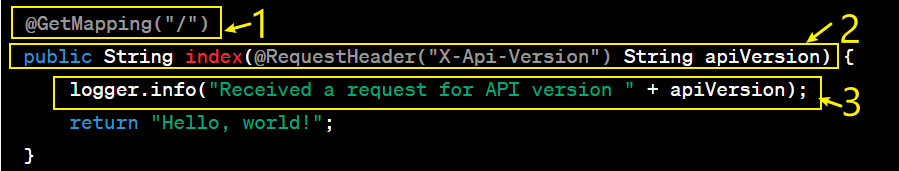 @GetMapping("/") 1
public String index(@RequestHeader("X-Api-Version") String apiVersion) { 2
logger.info("Received a request for API version " + apiVersion); 3
return "Hello, world!";
}